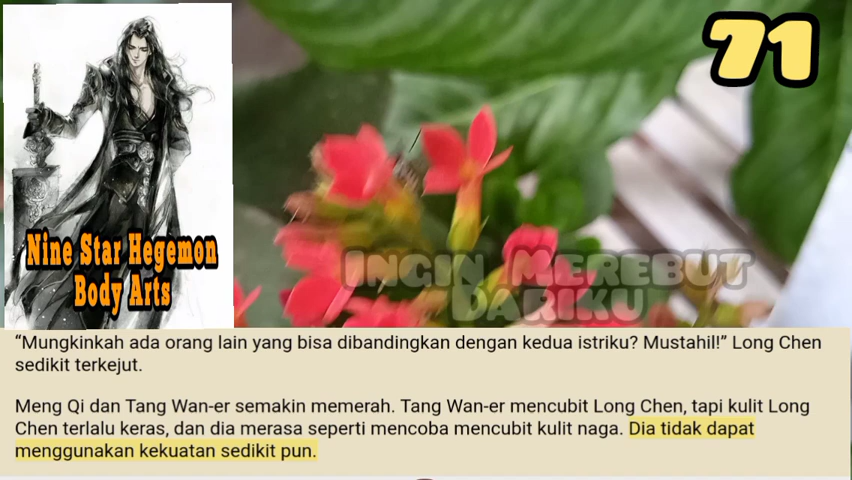 71
Nine Star Hegemon
Body Arts
Ingin Merebut
Dariku
“Mungkinkah ada orang lain yang bisa dibandingkan dengan kedua istriku? Mustahil!” Long Chen
sedikit terkejut.
Meng Qi dan Tang Wan-er semakin memerah. Tang Wan-er mencubit Long Chen, tapi kulit Long
Chen terlalu keras, dan dia merasa seperti mencoba mencubit kulit naga. Dia tidak dapat
menggunakan kekuatan sedikit pun.